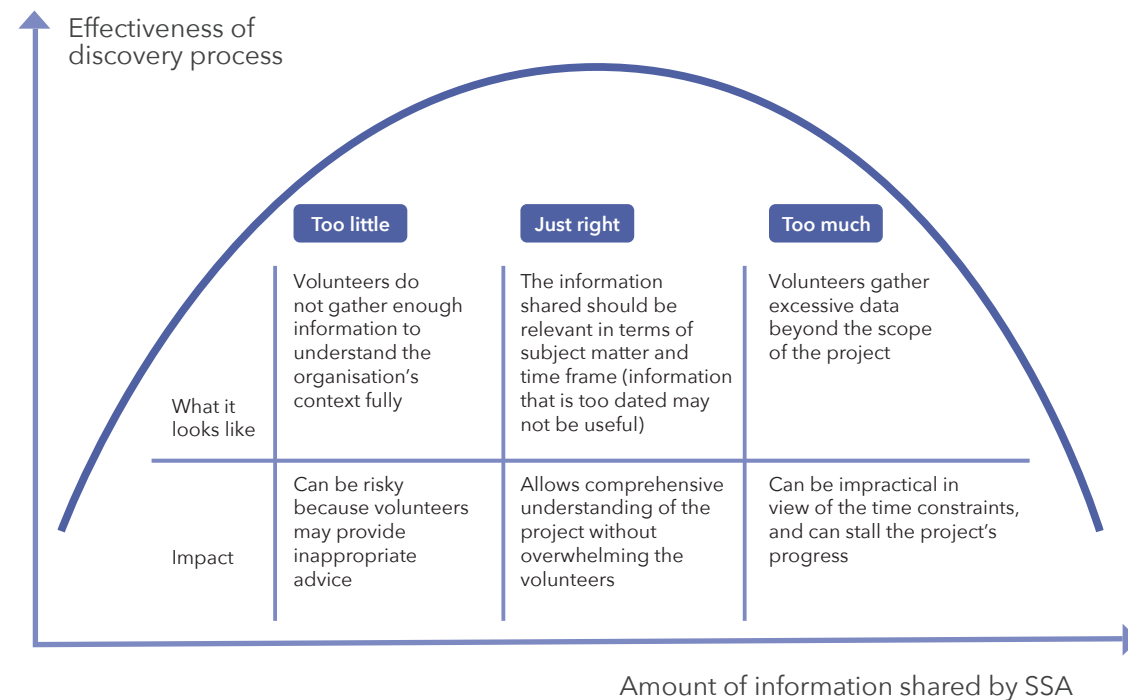 Effectiveness of
discovery process
Too little
Just right
Too much
What it
looks like
Volunteers do
not gather enough
information to
understand the
organisation's
context fully
The information
shared should be
relevant in terms of
subject matter and
time frame (information
that is too dated may
not be useful)
Volunteers gather
excessive data
beyond the scope
of the project
Impact
Can be risky
because volunteers
may provide
inappropriate
advice
Allows comprehensive
understanding of the
project without
overwhelming the
volunteers
Can be impractical in
view of the time constraints,
and can stall the project's
progress
Amount of information shared by SSA